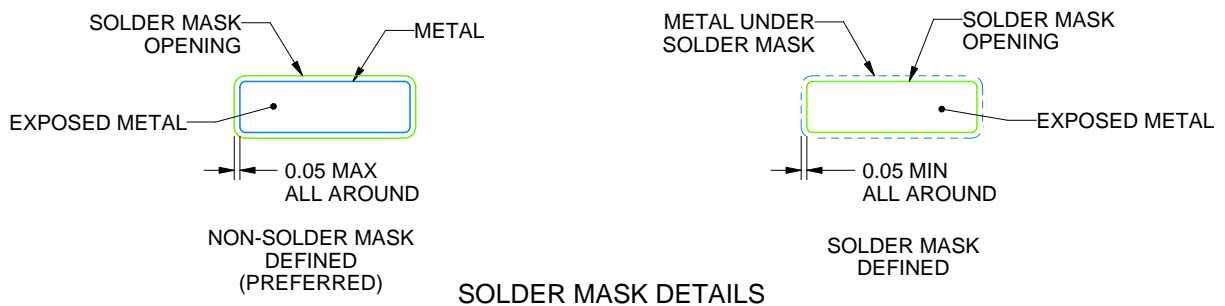 SOLDER MASK
OPENING
METAL
EXPOSED METAL
0.05 MAX
ALL AROUND
NON-SOLDER MASK
DEFINED
(PREFERRED)
METAL UNDER
SOLDER MASK
SOLDER MASK
OPENING
EXPOSED METAL
0.05 MIN
ALL AROUND
SOLDER MASK
DEFINED
SOLDER MASK DETAILS